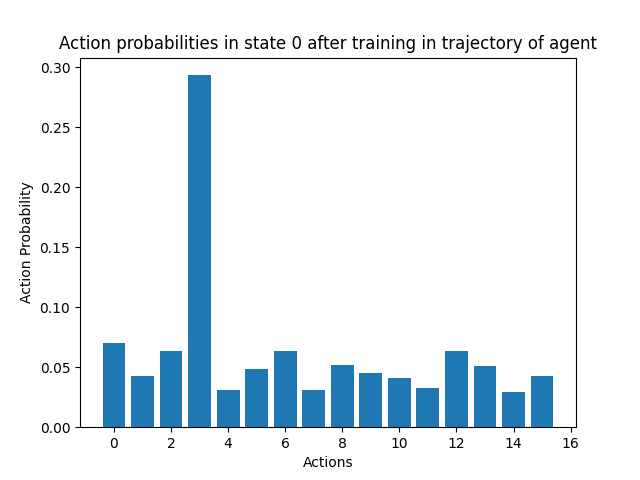 Action probabilities in state 0 after training in trajectory of agent
0.30
0.25
0.20
0.15
0.10
0.05
0.00
Action Probability
0 2 4 6 8 10 12 14 16
Actions